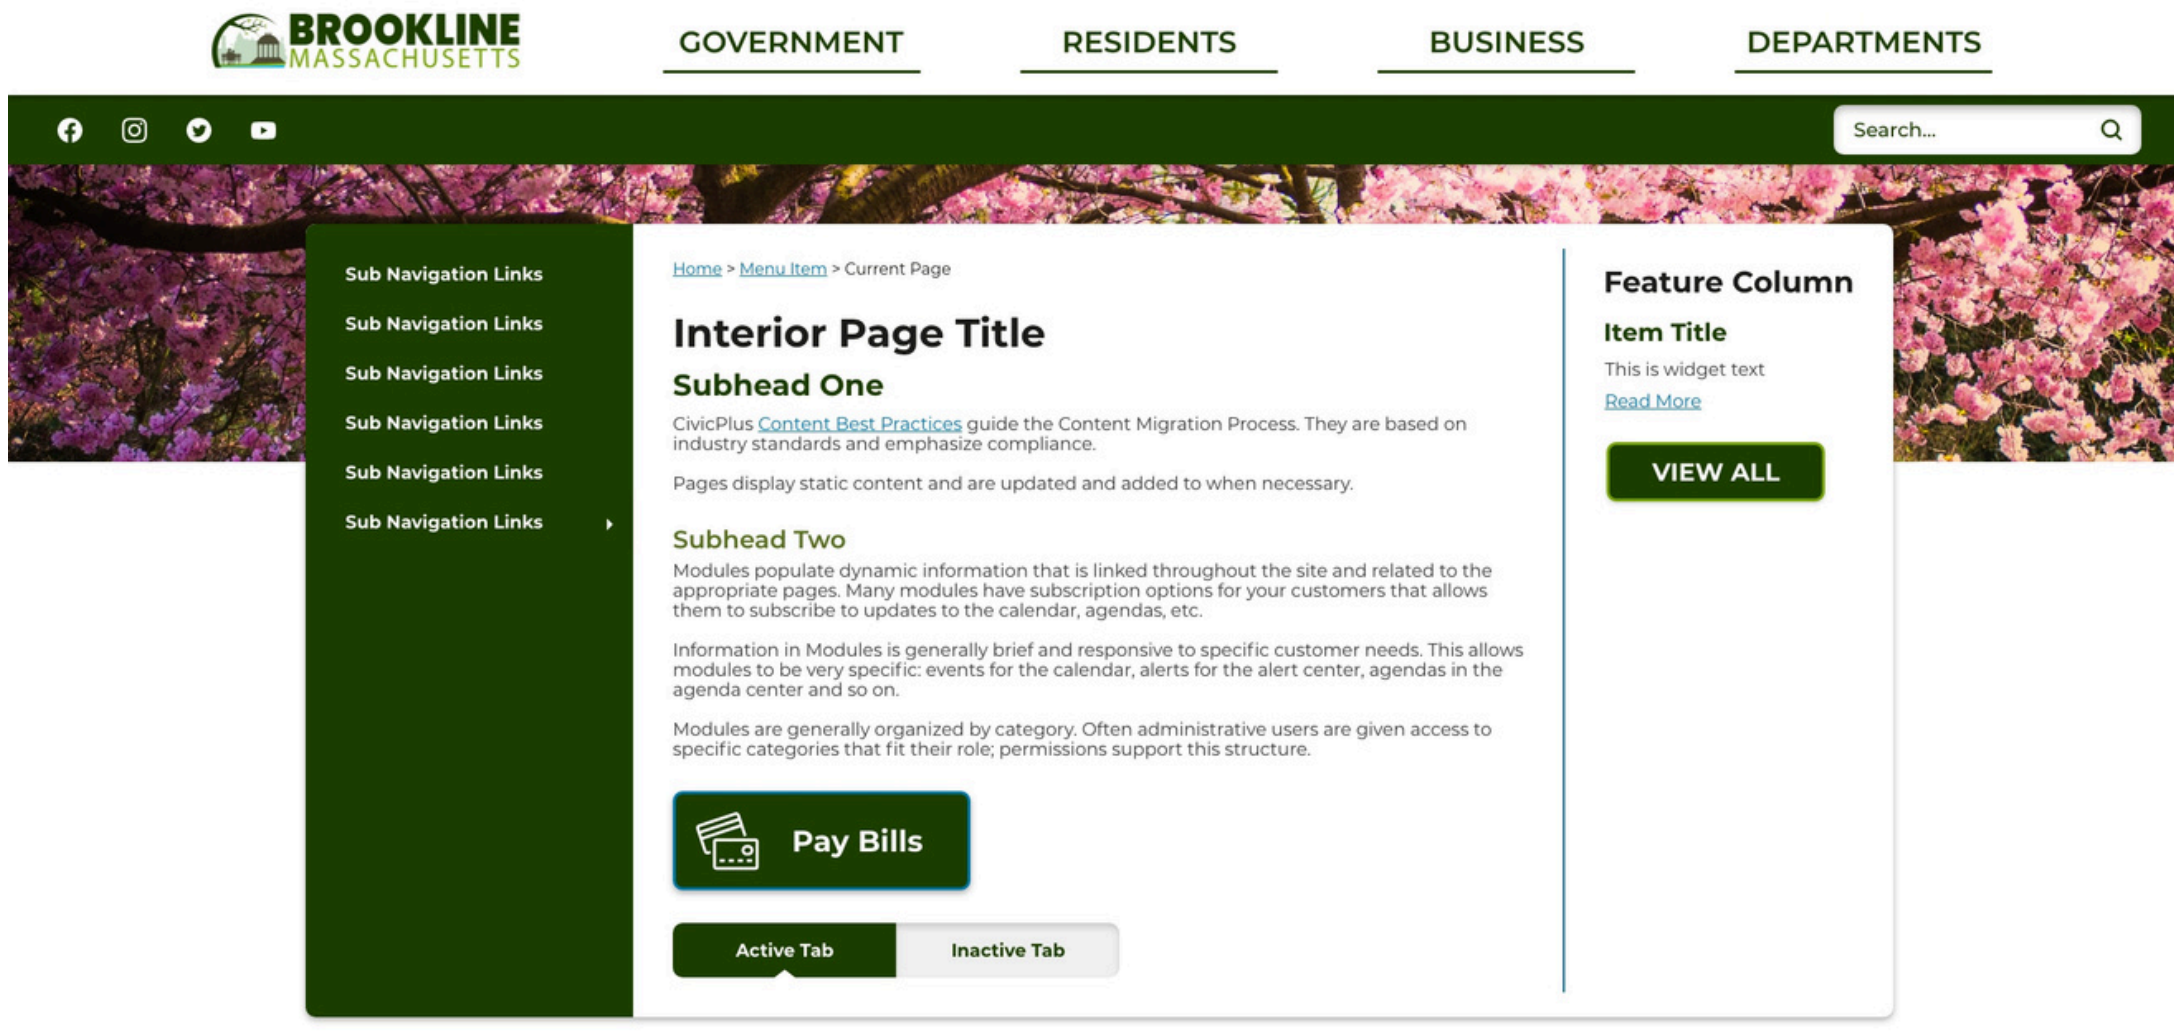 BROOKLINE
MASSACHUSETTS
GOVERNMENT
RESIDENTS
BUSINESS
DEPARTMENTS
Search...
Sub Navigation Links
Sub Navigation Links
Sub Navigation Links
Sub Navigation Links
Sub Navigation Links
Sub Navigation Links
Home > Menu Item > Current Page
Interior Page Title
Subhead One
CivicPlus Content Best Practices guide the Content Migration Process. They are based on
industry standards and emphasize compliance.
Pages display static content and are updated and added to when necessary.
Subhead Two
Modules populate dynamic information that is linked throughout the site and related to the
appropriate pages. Many modules have subscription options for your customers that allows
them to subscribe to updates to the calendar, agendas, etc.
Information in Modules is generally brief and responsive to specific customer needs. This allows
modules to be very specific: events for the calendar, alerts for the alert center, agendas in the
agenda center and so on.
Modules are generally organized by category. Often administrative users are given access to
specific categories that fit their role; permissions support this structure.
Pay Bills
Active Tab
Inactive Tab
Feature Column
Item Title
This is widget text
Read More
VIEW ALL